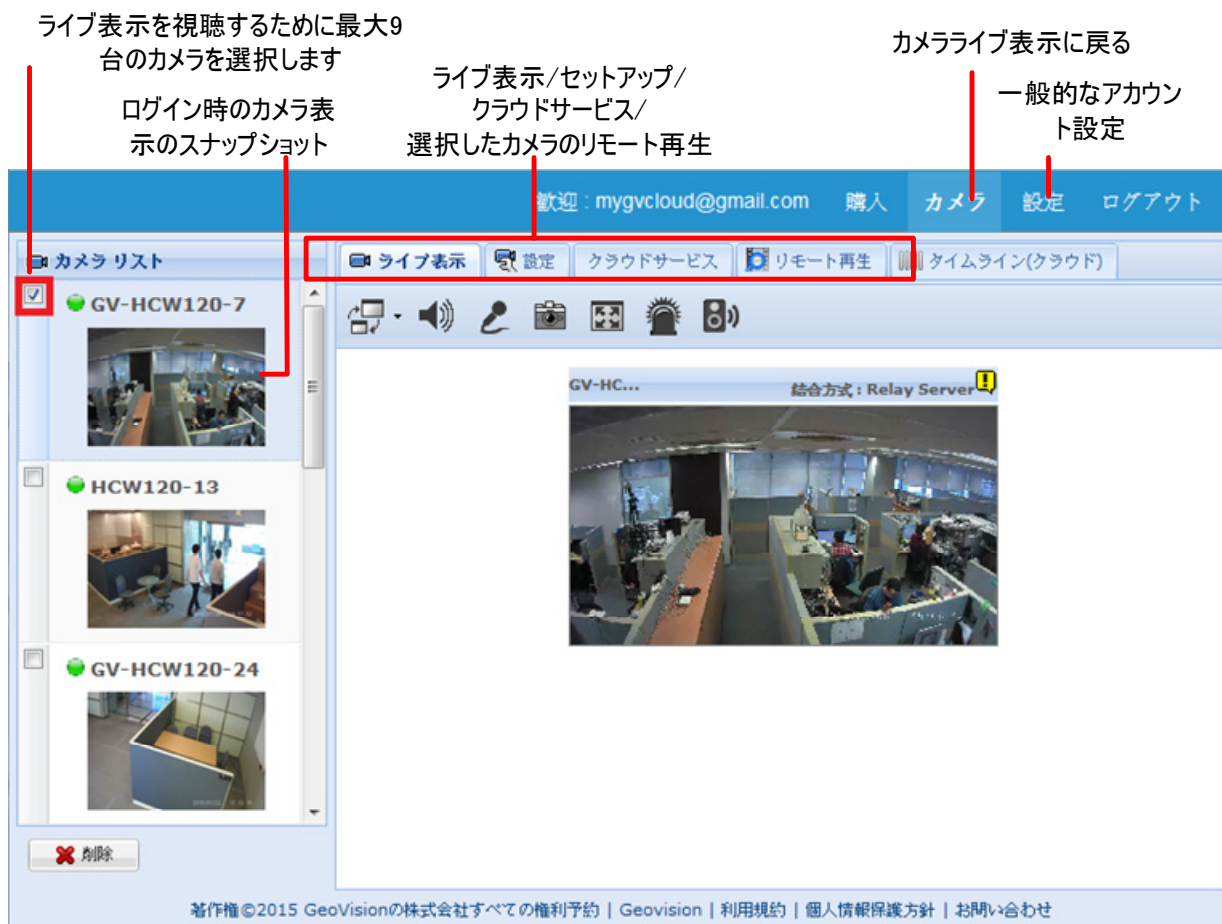 ライブ表示を視聴するために最大9
台のカメラを選択します
ログイン時のカメラ表
示のスナップショット
ライブ表示/セットアップ/
クラウドサービス/
選択したカメラのリモート再生
カメラライブ表示に戻る
一般的なアカウン
ト設定
歓迎 : mygvcloud@gmail.com 購入 カメラ 設定 ログアウト
カメラ リスト
ライブ表示 設定 クラウドサービス リモート再生 タイムライン(クラウド)
GV-HCW120-7
HCW120-13
GV-HCW120-24
GV-HC... 結合方式 : Relay Server
削除
著作権©2015 GeoVisionの株式会社すべての権利予約 | Geovision | 利用規約 | 個人情報保護方針 | お問い合わせ